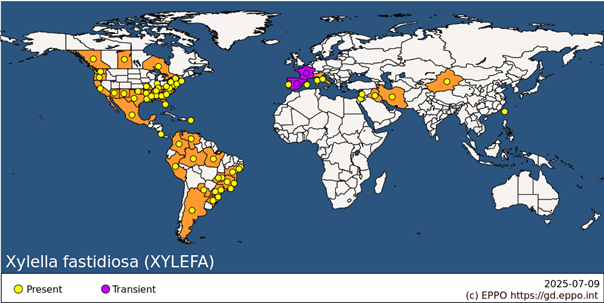 Xylella fastidiosa (XYLEFA)
Present
Transient
2025-07-09
(c) EPPO https://gd.eppo.int